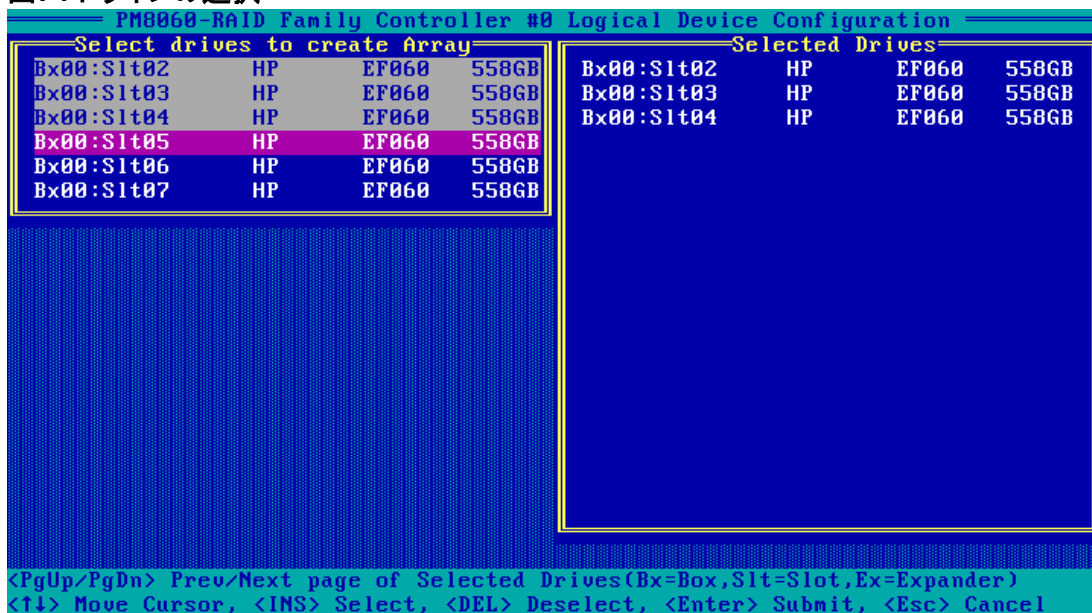 PM8060-RAID Family Controller #0 Logical Device Configuration
Select drives to create Array
Bx00:Slt02 HP EF060 558GB
Bx00:Slt03 HP EF060 558GB
Bx00:Slt04 HP EF060 558GB
Bx00:Slt05 HP EF060 558GB
Bx00:Slt06 HP EF060 558GB
Bx00:Slt07 HP EF060 558GB
Selected Drives
Bx00:Slt02 HP EF060 558GB
Bx00:Slt03 HP EF060 558GB
Bx00:Slt04 HP EF060 558GB
<PgUp/PgDn> Prev/Next page of Selected Drives(Bx=Box,Slt=Slot,Ex=Expander)
<↑↓> Move Cursor, <INS> Select, <DEL> Deselect, <Enter> Submit, <Esc> Cancel